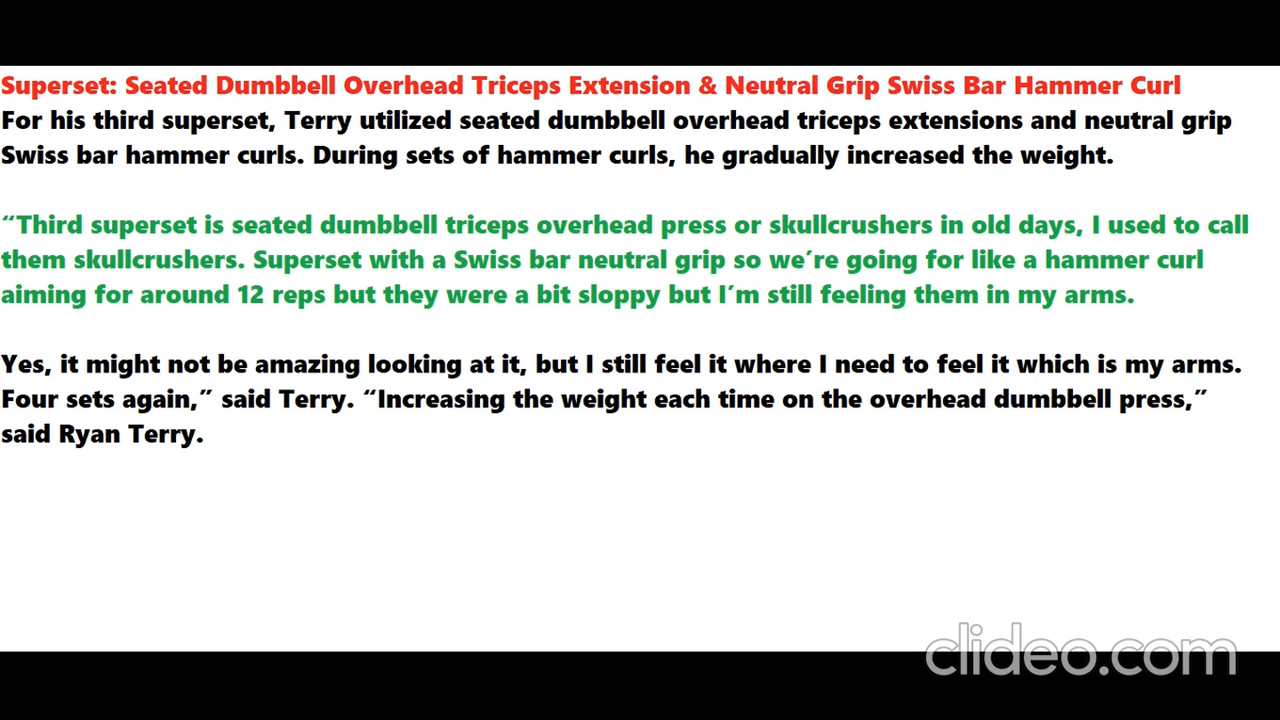 Superset: Seated Dumbbell Overhead Triceps Extension & Neutral Grip Swiss Bar Hammer Curl
For his third superset, Terry utilized seated dumbbell overhead triceps extensions and neutral grip
Swiss bar hammer curls. During sets of hammer curls, he gradually increased the weight.
“Third superset is seated dumbbell triceps overhead press or skullcrushers in old days, I used to call
them skullcrushers. Superset with a Swiss bar neutral grip so we’re going for like a hammer curl
aiming for around 12 reps but they were a bit sloppy but I’m still feeling them in my arms.
Yes, it might not be amazing looking at it, but I still feel it where I need to feel it which is my arms.
Four sets again,” said Terry. “Increasing the weight each time on the overhead dumbbell press,”
said Ryan Terry.
clideo.com